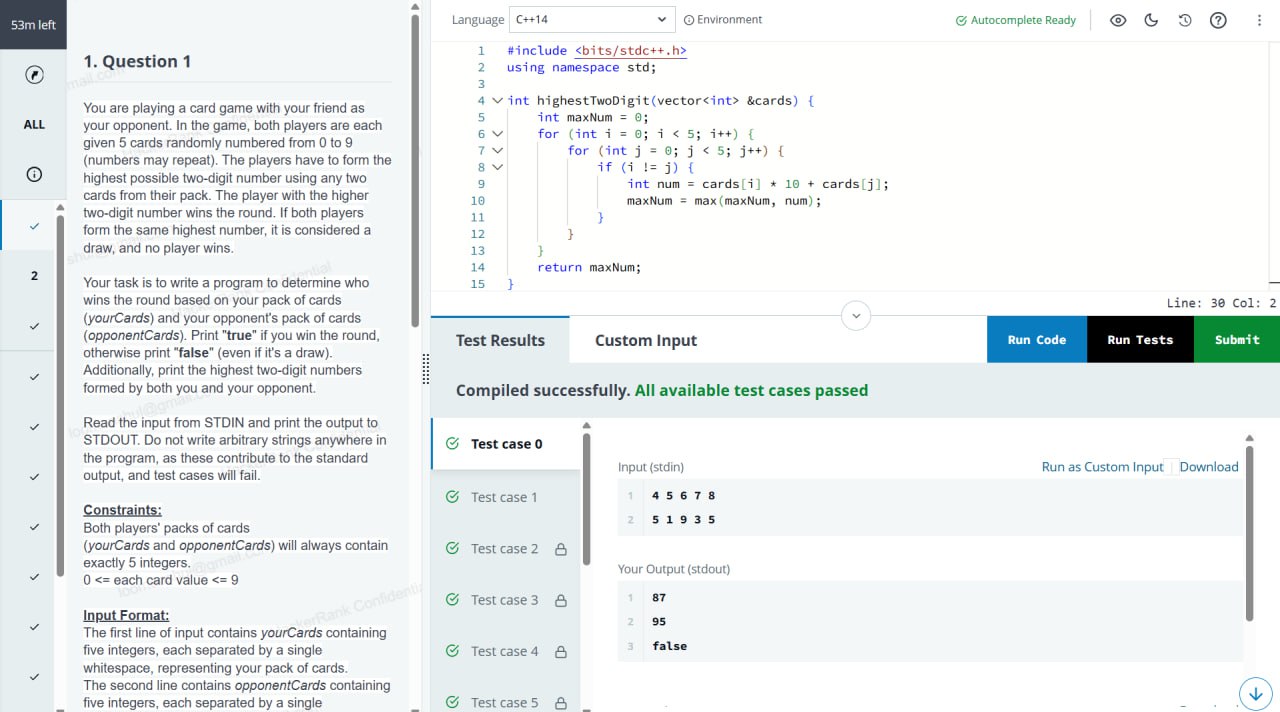 53m left
ALL
2
1. Question 1
You are playing a card game with your friend as
your opponent. In the game, both players are each
given 5 cards randomly numbered from 0 to 9
(numbers may repeat). The players have to form the
highest possible two-digit number using any two
cards from their pack. The player with the higher
two-digit number wins the round. If both players
form the same highest number, it is considered a
draw, and no player wins.
Your task is to write a program to determine who
wins the round based on your pack of cards
(yourCards) and your opponent's pack of cards
(opponentCards). Print "true" if you win the round,
otherwise print "false" (even if it's a draw).
Additionally, print the highest two-digit numbers
formed by both you and your opponent.
Read the input from STDIN and print the output to
STDOUT. Do not write arbitrary strings anywhere in
the program, as these contribute to the standard
output, and test cases will fail.
Constraints:
Both players' packs of cards
(yourCards and opponentCards) will always contain
exactly 5 integers.
0 <= each card value <= 9
Input Format:
The first line of input contains yourCards containing
five integers, each separated by a single
whitespace, representing your pack of cards.
The second line contains opponentCards containing
five integers, each separated by a single
Language C++14 Environment Autocomplete Ready
1 #include <bits/stdc++.h>
2 using namespace std;
3
4 int highestTwoDigit(vector<int> &cards) {
5 int maxNum = 0;
6 for (int i = 0; i < 5; i++) {
7 for (int j = 0; j < 5; j++) {
8 if (i != j) {
9 int num = cards[i] * 10 + cards[j];
10 maxNum = max(maxNum, num);
11 }
12 }
13 }
14 return maxNum;
15 }
Line: 30 Col: 2
Test Results Custom Input Run Code Run Tests Submit
Compiled successfully. All available test cases passed
Test case 0
Test case 1
Test case 2
Test case 3
Test case 4
Test case 5
Input (stdin) Run as Custom Input Download
1 4 5 6 7 8
2 5 1 9 3 5
Your Output (stdout)
1 87
2 95
3 false